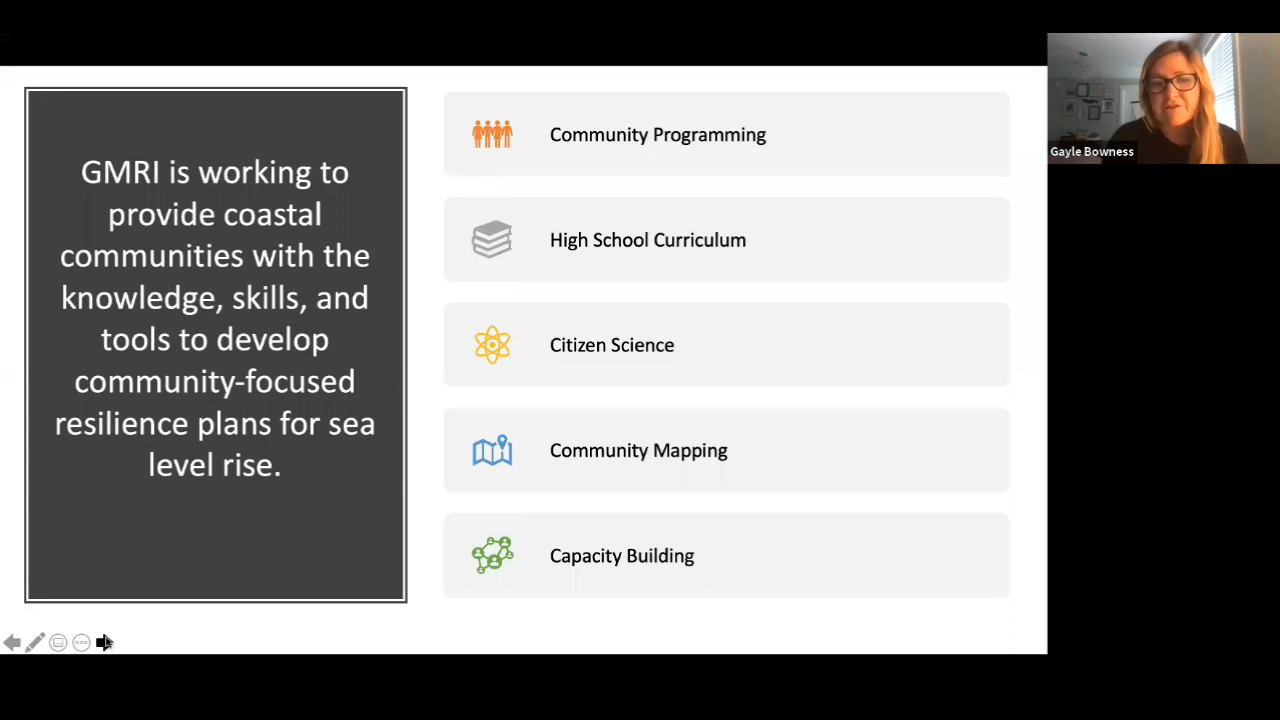 GMRI is working to
provide coastal
communities with the
knowledge, skills, and
tools to develop
community-focused
resilience plans for sea
level rise.
Community Programming
High School Curriculum
Citizen Science
Community Mapping
Capacity Building
Gayle Bowness